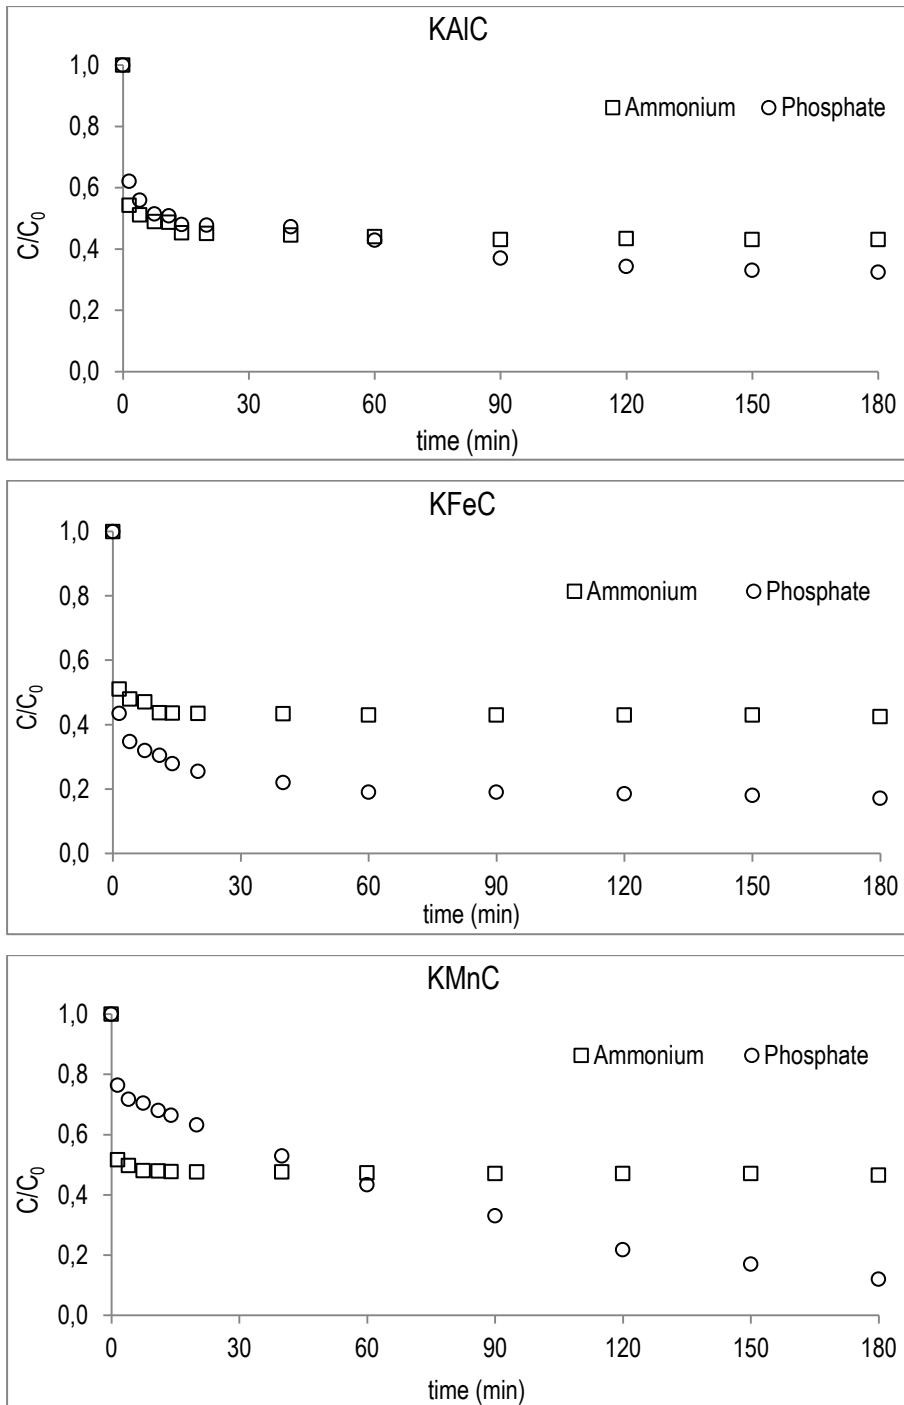 KAlC
1,0
□ Ammonium ○ Phosphate
0,8
0,6
C/C₀
0,4
0,2
0,0
0 30 60 90 120 150 180
time (min)
KFeC
1,0
□ Ammonium ○ Phosphate
0,8
0,6
C/C₀
0,4
0,2
0,0
0 30 60 90 120 150 180
time (min)
KMnC
1,0
□ Ammonium ○ Phosphate
0,8
0,6
C/C₀
0,4
0,2
0,0
0 30 60 90 120 150 180
time (min)